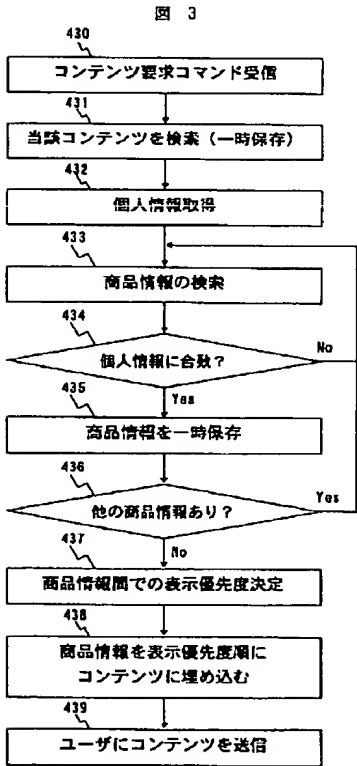 図 3
430
コンテンツ要求コマンド受信
431
当該コンテンツを検索（一時保存）
432
個人情報取得
433
商品情報の検索
434
個人情報に合致？
No
Yes
435
商品情報を一時保存
436
他の商品情報あり？
Yes
No
437
商品情報間での表示優先度決定
438
商品情報を表示優先度順に
コンテンツに埋め込む
439
ユーザにコンテンツを送信